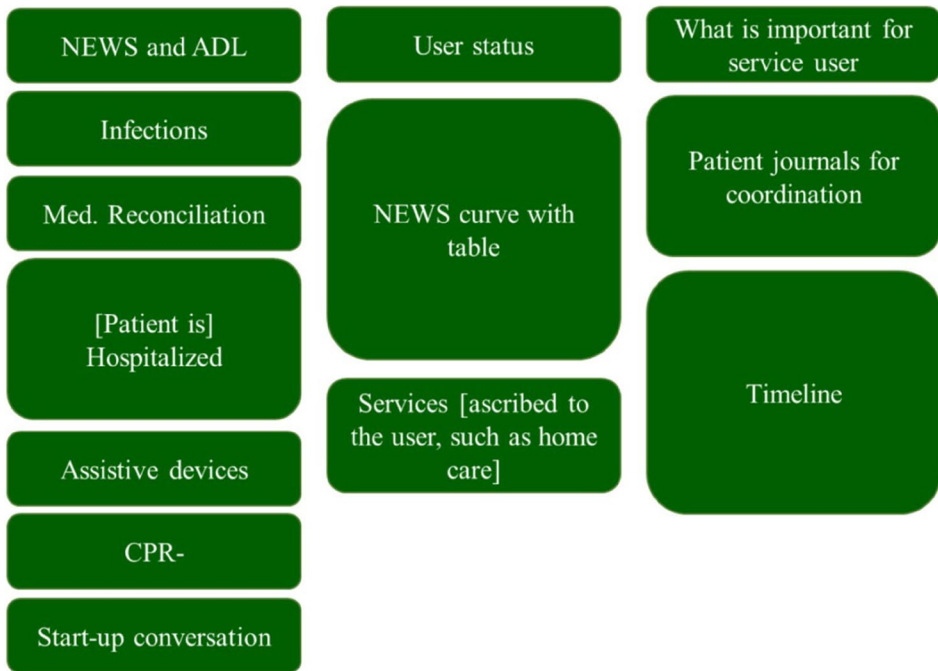 NEWS and ADL
Infections
Med. Reconciliation
[Patient is]
Hospitalized
Assistive devices
CPR-
Start-up conversation
User status
NEWS curve with
table
Services [ascribed to
the user, such as home
care]
What is important for
service user
Patient journals for
coordination
Timeline